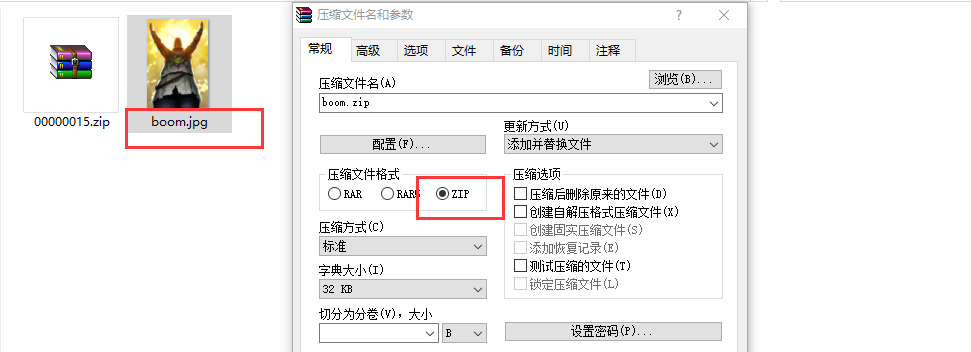 压缩文件名和参数
?
00000015.zip
boom.jpg
常规 高级 选项 文件 备份 时间 注释
压缩文件名(A)
浏览(B)...
boom.zip
更新方式(U)
配置(F)...
添加并替换文件
压缩文件格式
RAR RAR5 ZIP
压缩选项
压缩后删除原来的文件(D)
创建自解压格式压缩文件(X)
创建固实压缩文件(S)
添加恢复记录(E)
测试压缩的文件(T)
锁定压缩文件(L)
压缩方式(C)
标准
字典大小(I)
32 KB
切分为分卷(V)，大小
B
设置密码(P)...